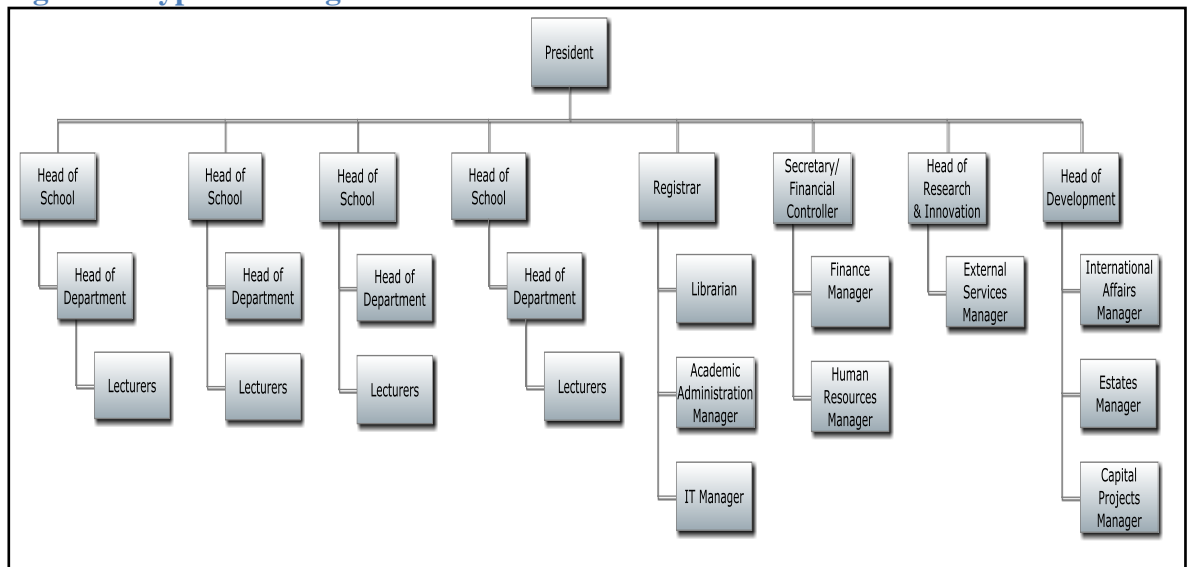 President
Head of
School
Head of
School
Head of
School
Head of
School
Registrar
Secretary/
Financial
Controller
Head of
Research
& Innovation
Head of
Development
Head of
Department
Head of
Department
Head of
Department
Head of
Department
Librarian
Finance
Manager
External
Services
Manager
International
Affairs
Manager
Lecturers
Lecturers
Lecturers
Lecturers
Academic
Administration
Manager
Human
Resources
Manager
Estates
Manager
IT Manager
Capital
Projects
Manager